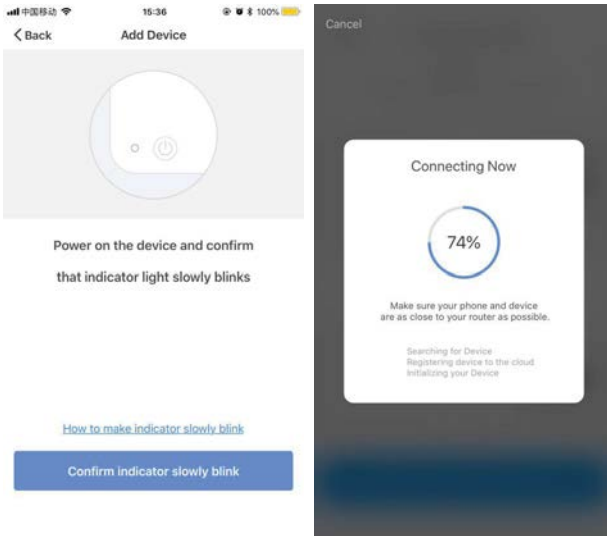 中国移动
15:36
100%
Back
Add Device
Power on the device and confirm
that indicator light slowly blinks
How to make indicator slowly blink
Confirm indicator slowly blink
Cancel
Connecting Now
74%
Make sure your phone and device
are as close to your router as possible.
Searching for Device
Registering device to the cloud
Initializing your Device